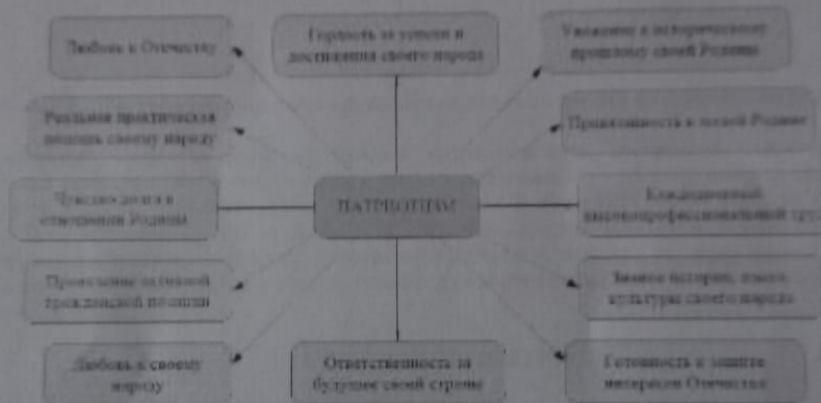 Любовь к Отечеству
Гордость за успехи и
достижения своего народа
Уважение к историческому
прошлому своей Родины
Реальная практическая
помощь своему народу
Привязанность к малой Родине
Чувство долга в
отношении Родины
ПАТРИОТИЗМ
Каждодневный
высокопрофессиональный труд
Проявление активной
гражданской позиции
Знание истории, языка,
культуры своего народа
Любовь к своему
народу
Ответственность за
будущее своей страны
Готовность к защите
интересов Отечества